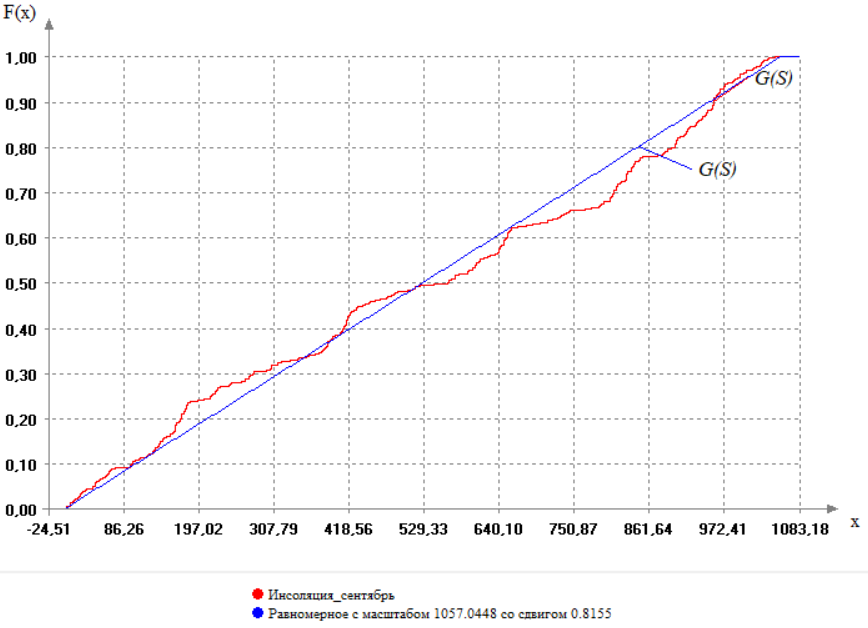 F(x)
1,00
0,90
0,80
0,70
0,60
0,50
0,40
0,30
0,20
0,10
0,00
G(S)
G(S)
-24,51 86,26 197,02 307,79 418,56 529,33 640,10 750,87 861,64 972,41 1083,18 x
Инсоляция_сентябрь
Равномерное с масштабом 1057.0448 со сдвигом 0.8155